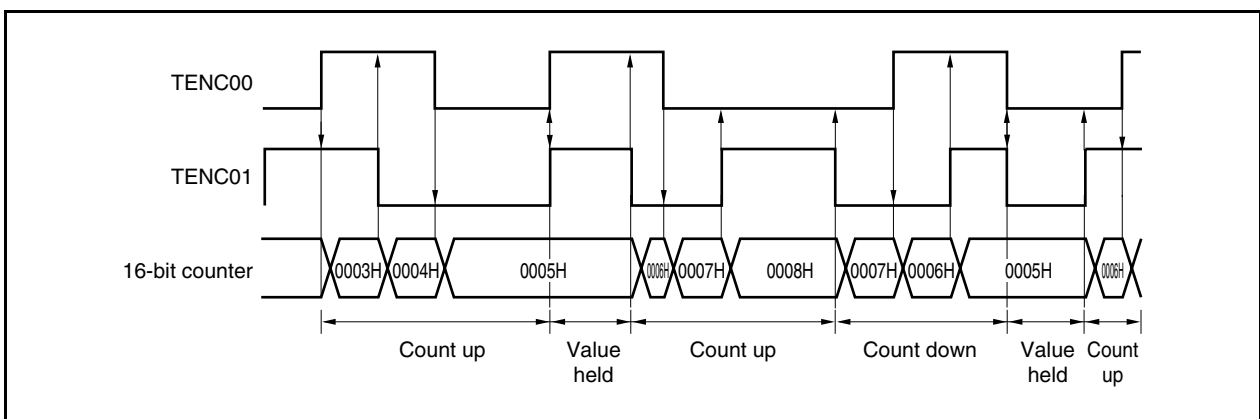 TENC00
TENC01
16-bit counter 0003H 0004H 0005H 0006H 0007H 0008H 0007H 0006H 0005H 0006H
Count up Value held Count up Count down Value held Count up